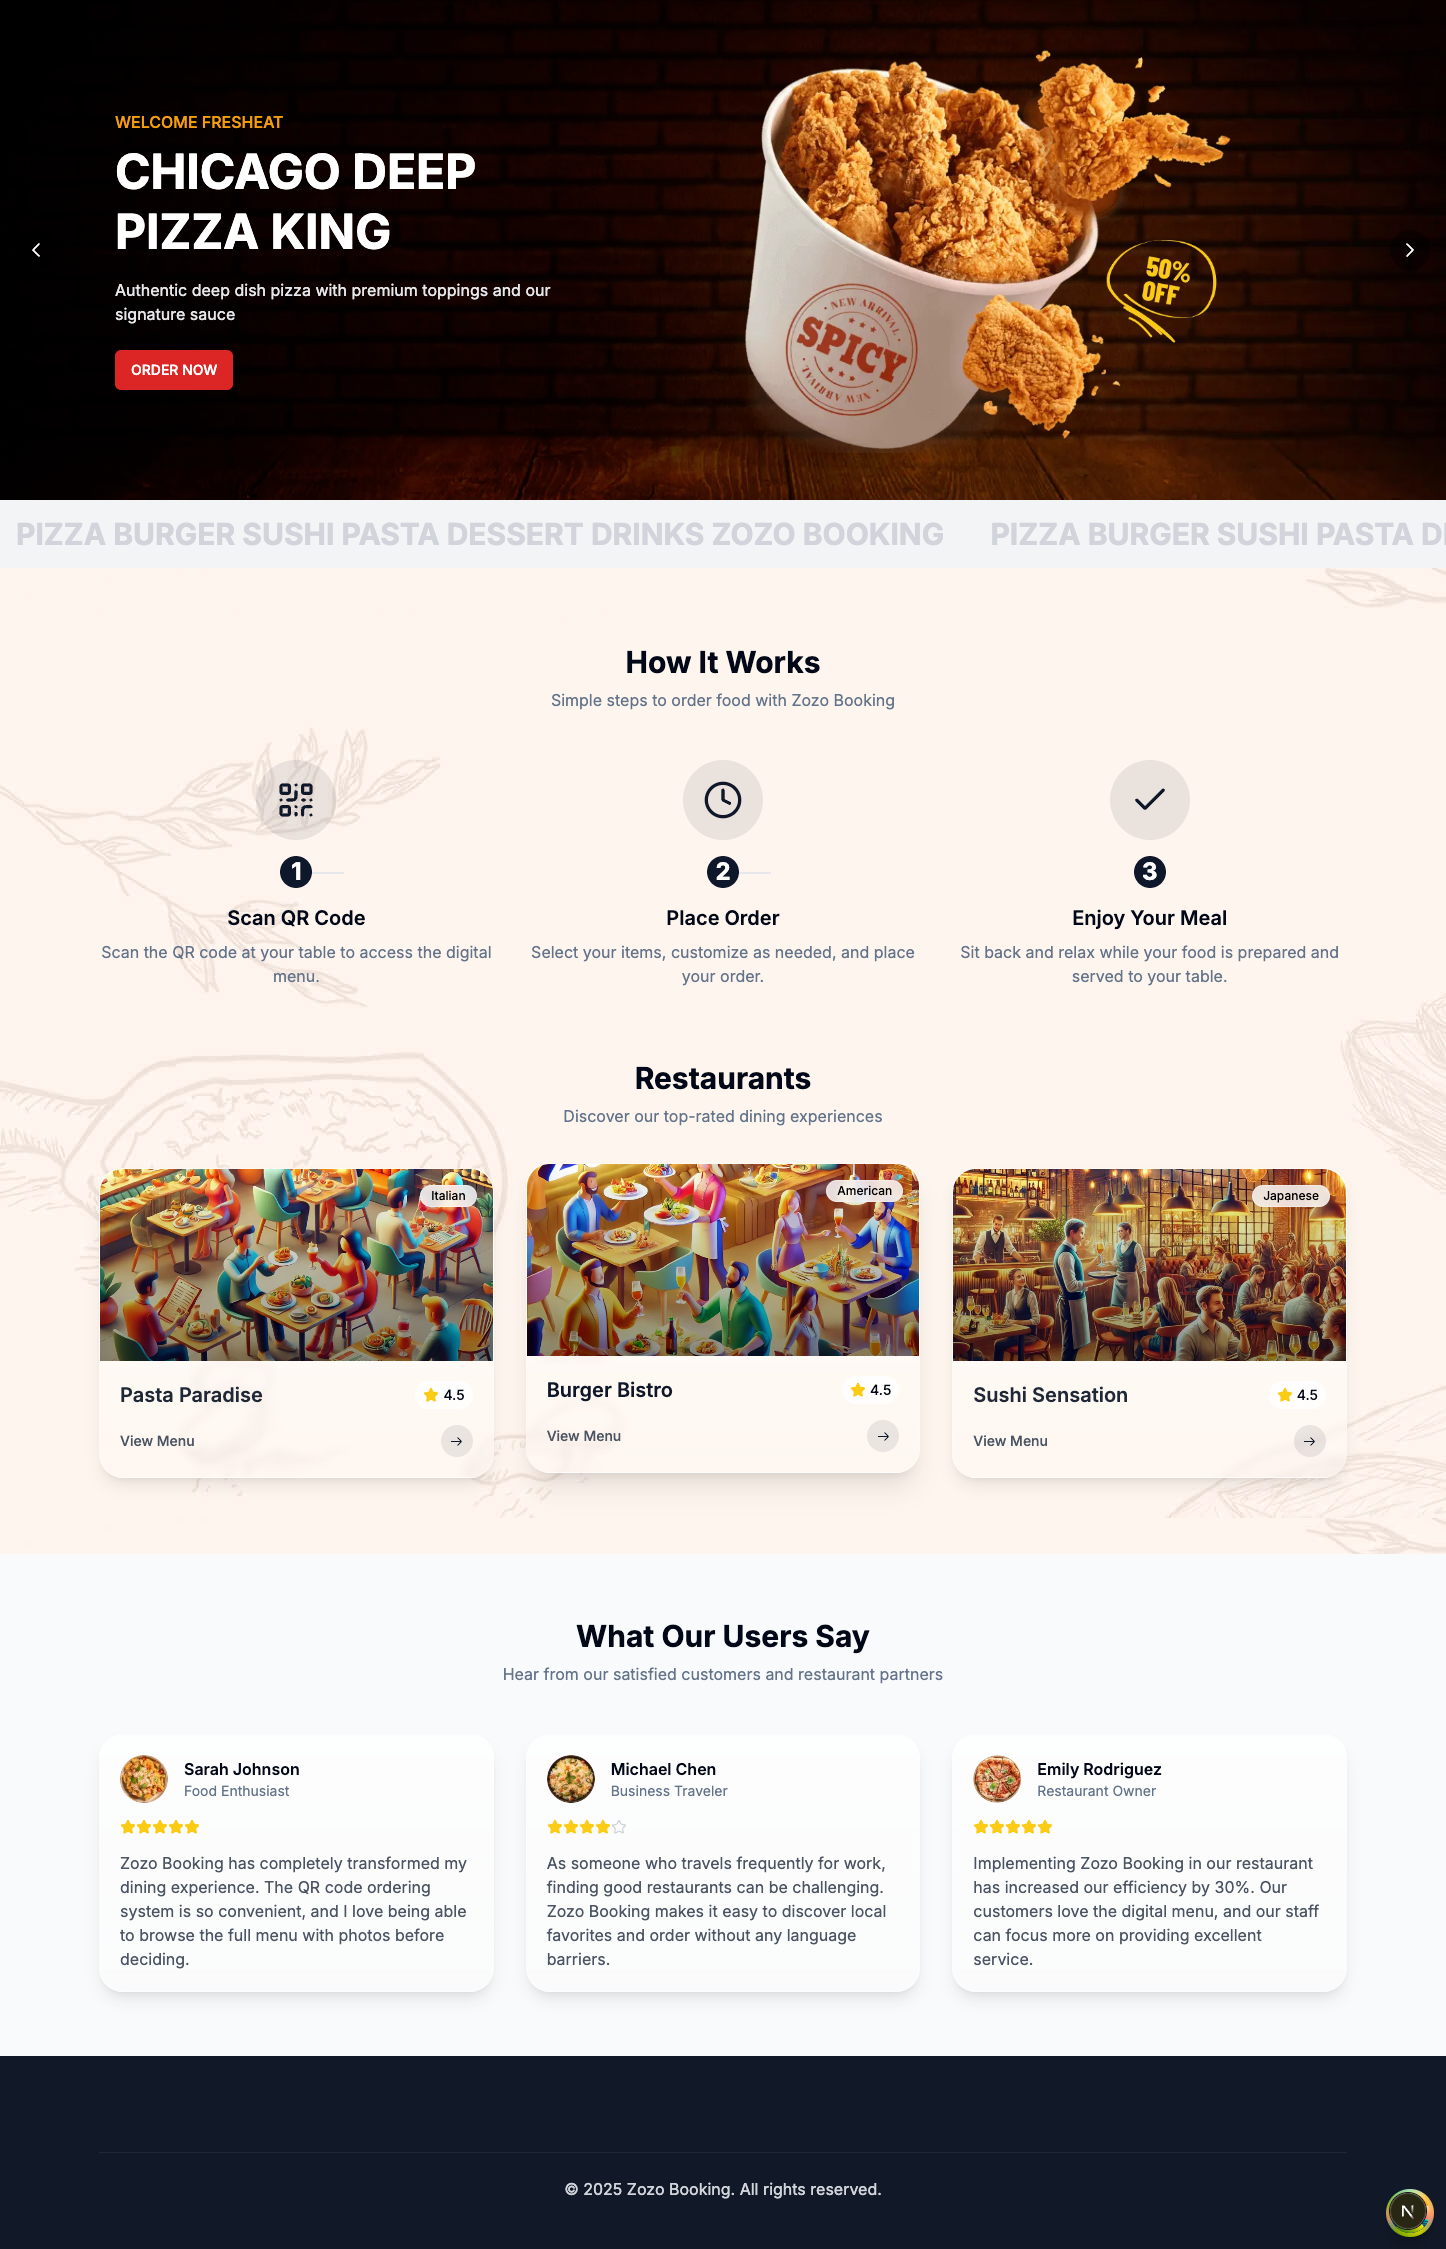 WELCOME FRESHEAT
CHICAGO DEEP
PIZZA KING
Authentic deep dish pizza with premium toppings and our
signature sauce
ORDER NOW
50%
OFF
NEW ARRIVAL
SPICY
NEW ARRIVAL
PIZZA BURGER SUSHI PASTA DESSERT DRINKS ZOZO BOOKING PIZZA BURGER SUSHI PASTA
How It Works
Simple steps to order food with Zozo Booking
1
2
3
Scan QR Code
Place Order
Enjoy Your Meal
Scan the QR code at your table to access the digital
menu.
Select your items, customize as needed, and place
your order.
Sit back and relax while your food is prepared and
served to your table.
Restaurants
Discover our top-rated dining experiences
Italian
American
Japanese
Pasta Paradise
4.5
View Menu
Burger Bistro
4.5
View Menu
Sushi Sensation
4.5
View Menu
What Our Users Say
Hear from our satisfied customers and restaurant partners
Sarah Johnson
Food Enthusiast
Zozo Booking has completely transformed my
dining experience. The QR code ordering
system is so convenient, and I love being able
to browse the full menu with photos before
deciding.
Michael Chen
Business Traveler
As someone who travels frequently for work,
finding good restaurants can be challenging.
Zozo Booking makes it easy to discover local
favorites and order without any language
barriers.
Emily Rodriguez
Restaurant Owner
Implementing Zozo Booking in our restaurant
has increased our efficiency by 30%. Our
customers love the digital menu, and our staff
can focus more on providing excellent
service.
© 2025 Zozo Booking. All rights reserved.
N